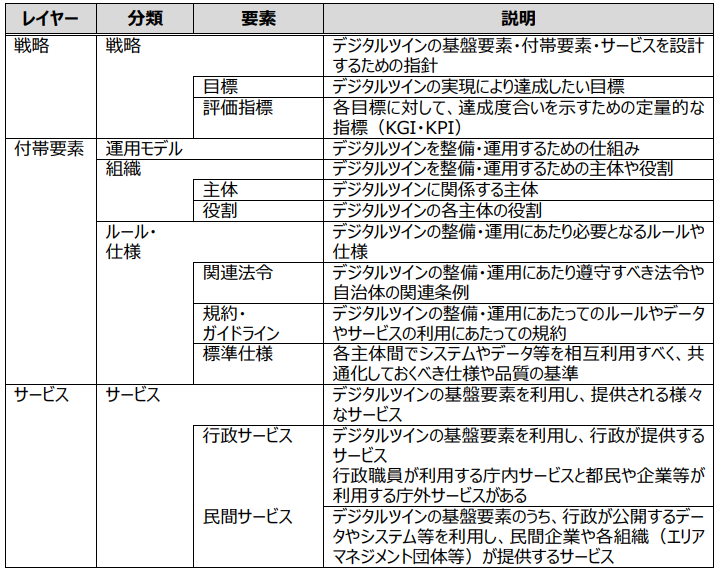 レイヤー 分類 要素 説明
戦略 戦略 デジタルツインの基盤要素・付帯要素・サービスを設計
するための指針
目標 デジタルツインの実現により達成したい目標
評価指標 各目標に対して、達成度合いを示すための定量的な
指標（KGI・KPI）
付帯要素 運用モデル デジタルツインを整備・運用するための仕組み
組織 デジタルツインを整備・運用するための主体や役割
主体 デジタルツインに関係する主体
役割 デジタルツインの各主体の役割
ルール・ デジタルツインの整備・運用にあたり必要となるルールや
仕様 仕様
関連法令 デジタルツインの整備・運用にあたり遵守すべき法令や
自治体の関連条例
規約・ デジタルツインの整備・運用にあたってのルールやデータ
ガイドライン やサービスの利用にあたっての規約
標準仕様 各主体間でシステムやデータ等を相互利用すべく、共
通化しておくべき仕様や品質の基準
サービス サービス デジタルツインの基盤要素を利用し、提供される様々
なサービス
行政サービス デジタルツインの基盤要素を利用し、行政が提供する
サービス
行政職員が利用する庁内サービスと都民や企業等が
利用する庁外サービスがある
民間サービス デジタルツインの基盤要素のうち、行政が公開するデー
タやシステム等を利用し、民間企業や各組織（エリア
マネジメント団体等）が提供するサービス